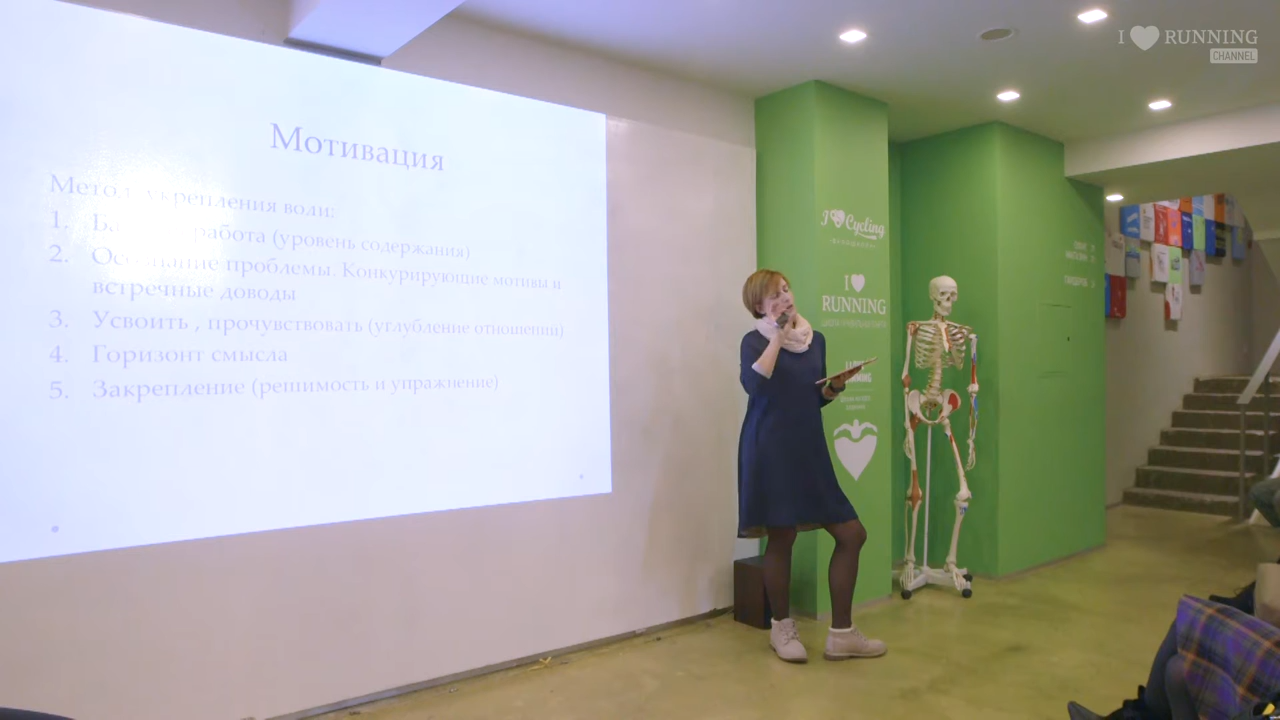 I RUNNING
CHANNEL
Мотивация
укрепления воли:
1. работа (уровень содержания)
2. проблемы. Конкурирующие мотивы и
встречные доводы
3. Усвоить , прочувствовать (углубление отношений)
4. Горизонт смысла
5. Закрепление (решимость и упражнение)
I Cycling
I
RUNNING